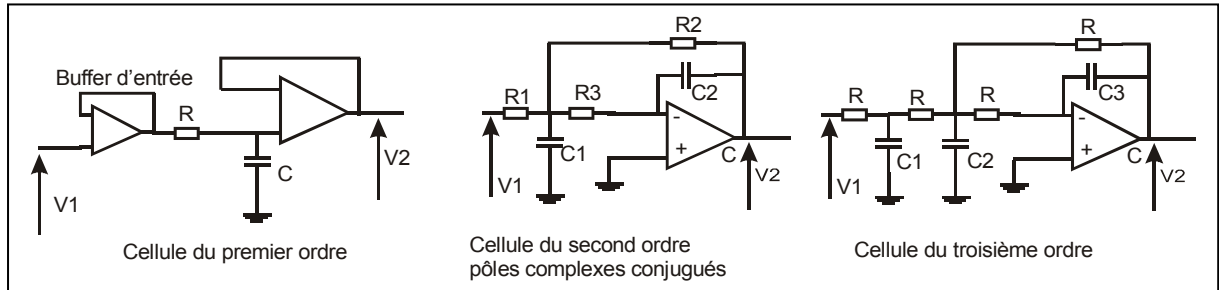 Buffer d'entrée
R
C
V1
V2
Cellule du premier ordre
R2
C2
R1
R3
-
+
C
C1
V1
V2
Cellule du second ordre
pôles complexes conjugués
R
C3
R
R
R
-
+
C
C1
C2
V1
V2
Cellule du troisième ordre